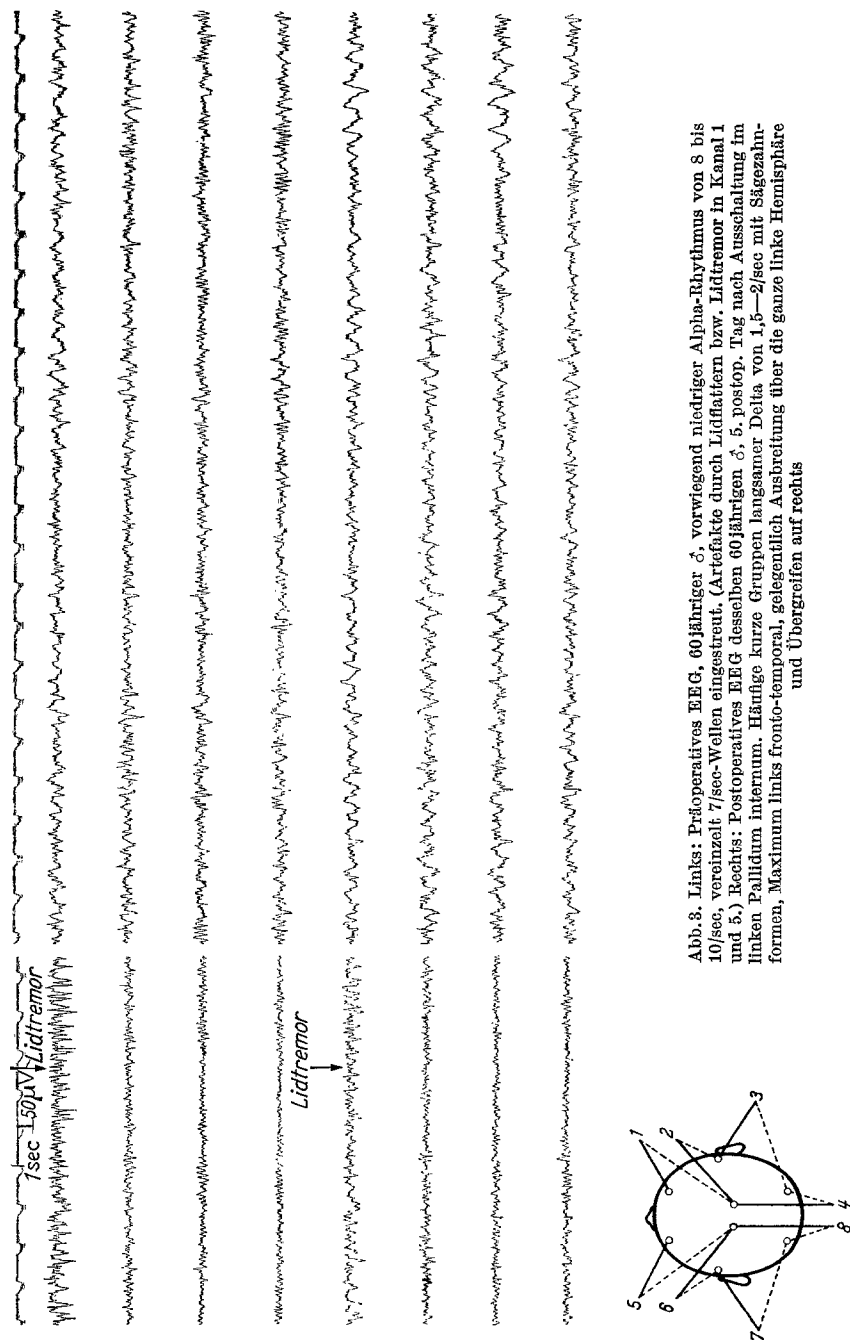 1 sec 50µV Lidtremor
Lidtremor
1
2
3
4
5
6
7
8
Abb. 3. Links: Präoperatives EEG, 60jähriger ♂, vorwiegend niedriger Alpha-Rhythmus von 8 bis
10/sec, vereinzelt 7/sec-Wellen eingestreut. (Artefakte durch Lidflattern bzw. Lidtremor in Kanal 1
und 5.) Rechts: Postoperatives EEG desselben 60jährigen ♂, 5. postop. Tag nach Ausschaltung im
linken Pallidum internum. Häufige kurze Gruppen langsamer Delta von 1,5—2/sec mit Sägezahn-
formen, Maximum links fronto-temporal, gelegentlich Ausbreitung über die ganze linke Hemisphäre
und Übergreifen auf rechts